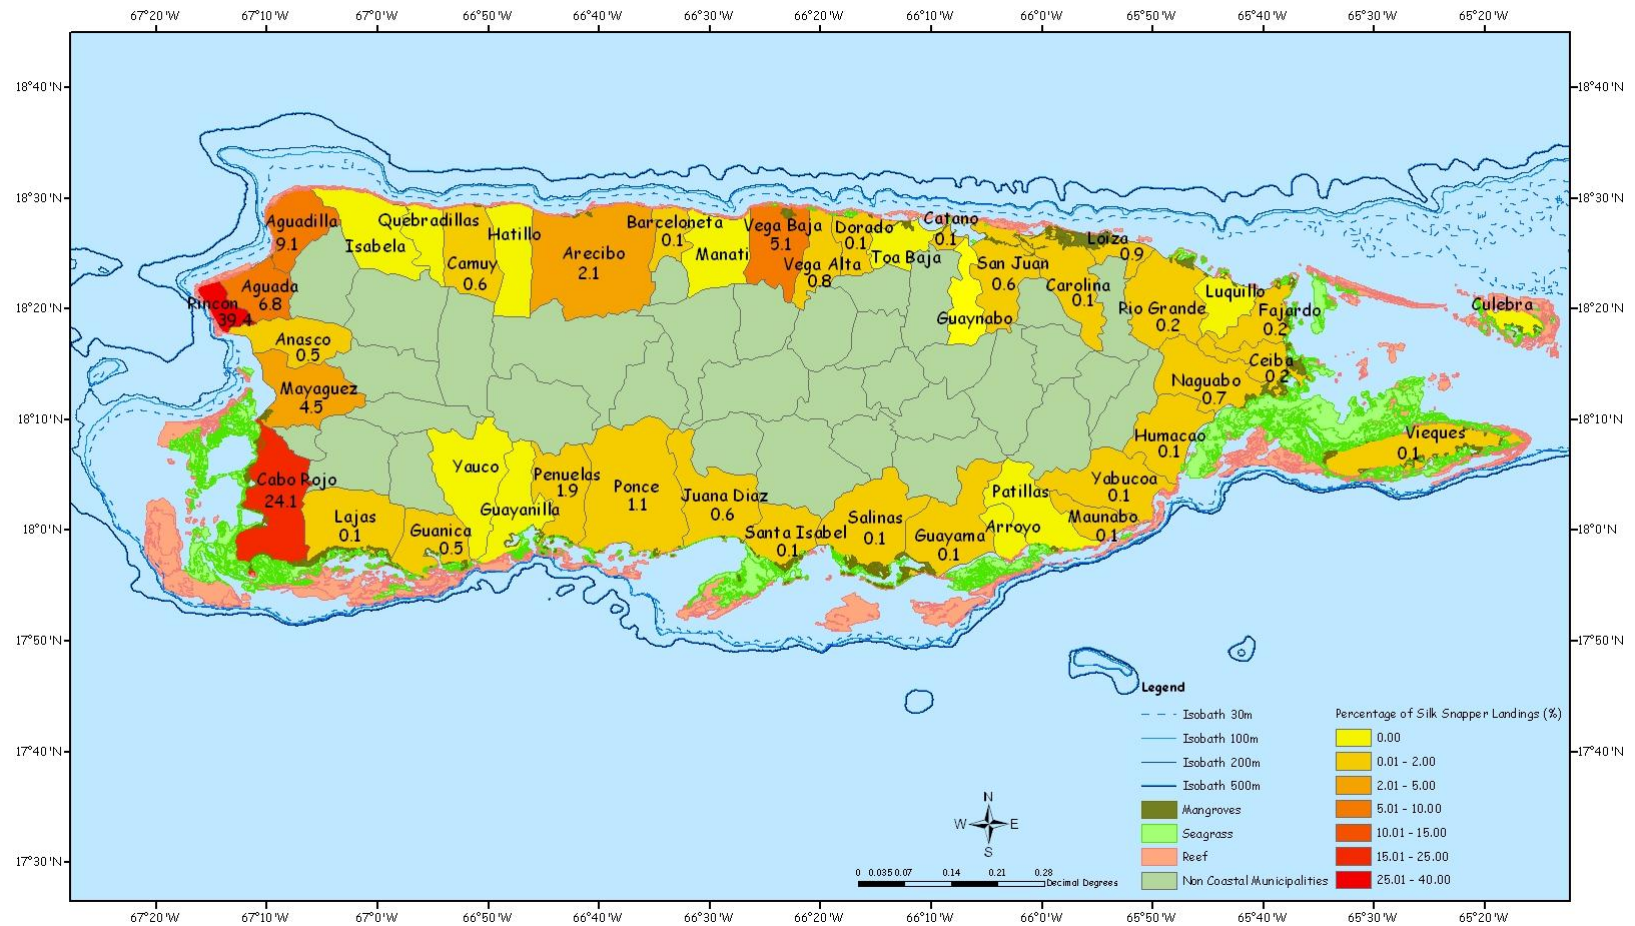 67°20'W 67°10'W 67°0'W 66°50'W 66°40'W 66°30'W 66°20'W 66°10'W 66°0'W 65°50'W 65°40'W 65°30'W 65°20'W
18°40'N 18°40'N
18°30'N 18°30'N
Aguadilla
9.1
Isabela
Quebradillas
Camuy
0.6
Hatillo
Arecibo
2.1
Barceloneta
0.1
Manati
Vega Baja
5.1
Vega Alta
0.8
Dorado
0.1
Toa Baja
Catano
0.1
Guaynabo
San Juan
0.6
Carolina
0.1
Loiza
0.9
Rio Grande
0.2
Luquillo
Fajardo
0.2
Culebra
18°20'N 18°20'N
Aguada
6.8
Rincon
39.4
Anasco
0.5
Mayaguez
4.5
Ceiba
0.2
Naguabo
0.7
18°10'N 18°10'N
Humacao
0.1
Vieques
0.1
Cabo Rojo
24.1
Lajas
0.1
Guanica
0.5
Yauco
Guayanilla
Penuelas
1.9
Ponce
1.1
Juana Diaz
0.6
Santa Isabel
0.1
Salinas
0.1
Guayama
0.1
Arroyo
Patillas
Yabucoa
0.1
Maunabo
0.1
18°0'N 18°0'N
17°50'N 17°50'N
17°40'N 17°40'N
17°30'N 17°30'N
Legend
Isobath 30m
Isobath 100m
Isobath 200m
Isobath 500m
Mangroves
Seagrass
Reef
Non Coastal Municipalities
Percentage of Silk Snapper Landings (%)
0.00
0.01 - 2.00
2.01 - 5.00
5.01 - 10.00
10.01 - 15.00
15.01 - 25.00
25.01 - 40.00
N
W E
S
0 0.035 0.07 0.14 0.21 0.28
Decimal Degrees
67°20'W 67°10'W 67°0'W 66°50'W 66°40'W 66°30'W 66°20'W 66°10'W 66°0'W 65°50'W 65°40'W 65°30'W 65°20'W